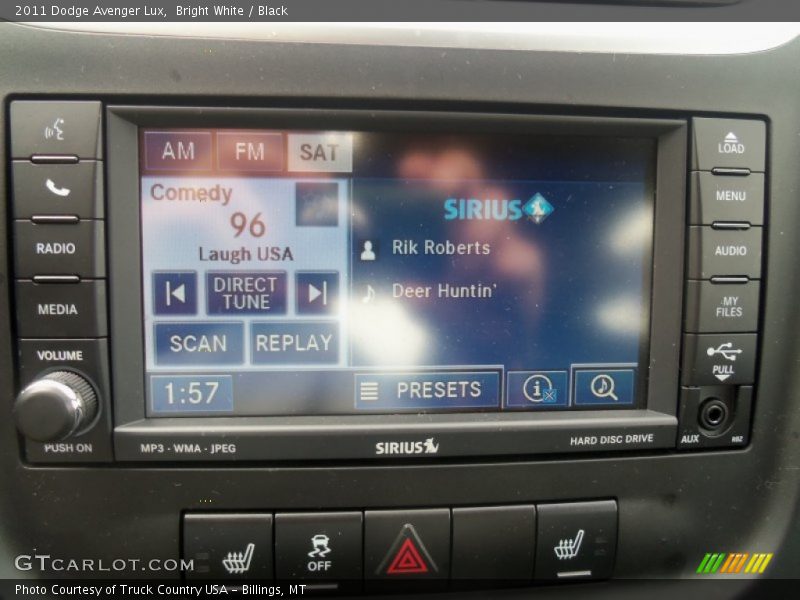 2011 Dodge Avenger Lux,  Bright White / Black
LOAD
AM FM SAT
MENU
Comedy
96
SIRIUS
Laugh USA
Rik Roberts
RADIO
AUDIO
DIRECT TUNE
Deer Huntin'
MEDIA
MY FILES
SCAN REPLAY
VOLUME
PULL
1:57
PRESETS
PUSH ON
MP3 - WMA - JPEG
SIRIUS
HARD DISC DRIVE
AUX
RBZ
OFF
GTcarlot.com
Photo Courtesy of Truck Country USA – Billings, MT